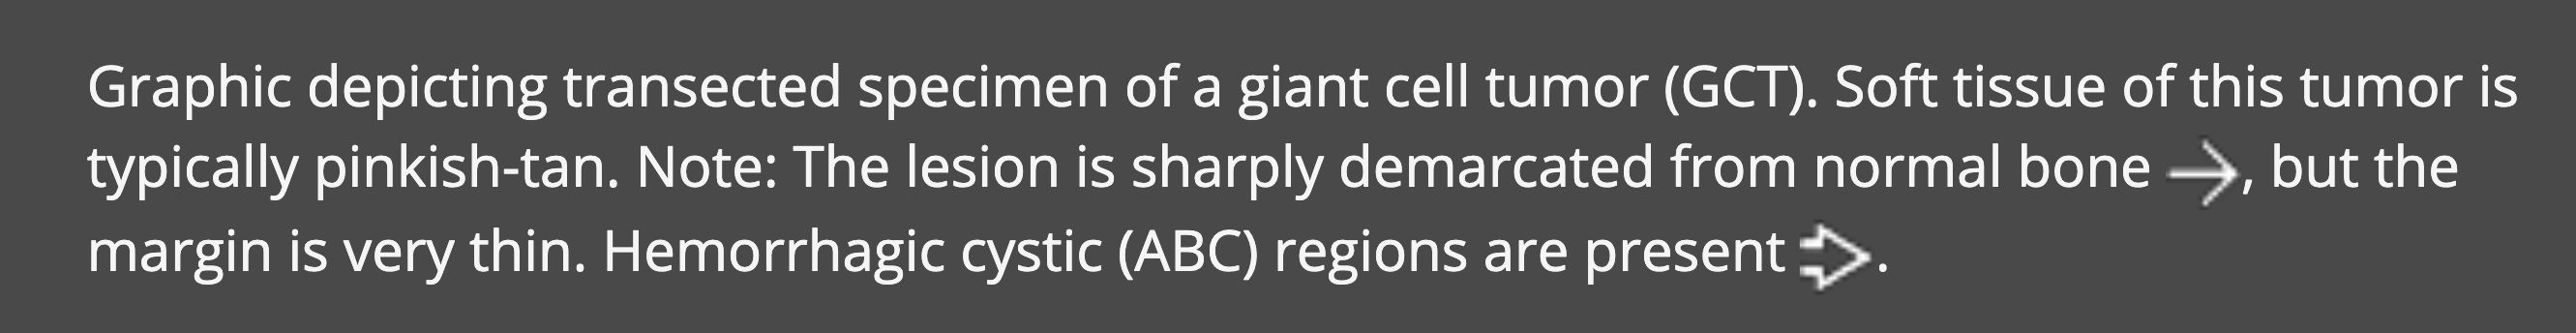 Graphic depicting transected specimen of a giant cell tumor (GCT). Soft tissue of this tumor is
typically pinkish-tan. Note: The lesion is sharply demarcated from normal bone →, but the
margin is very thin. Hemorrhagic cystic (ABC) regions are present ⇨.